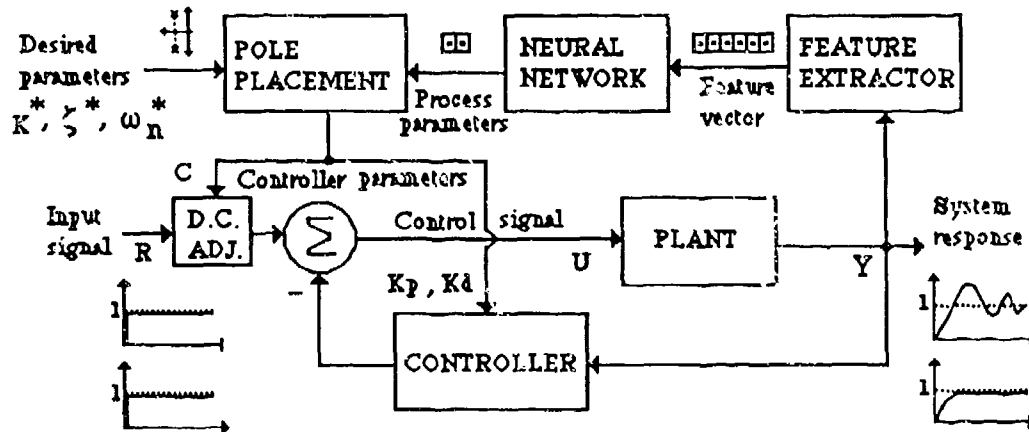 Desired
parameters
K*, ζ*, ωn*
POLE
PLACEMENT
Process
parameters
NEURAL
NETWORK
Feature
vector
FEATURE
EXTRACTOR
C
Controller parameters
Input
signal
R
D.C.
ADJ.
Σ
−
Control signal
U
PLANT
Y
System
response
Kp, Kd
CONTROLLER
1
1
1
1